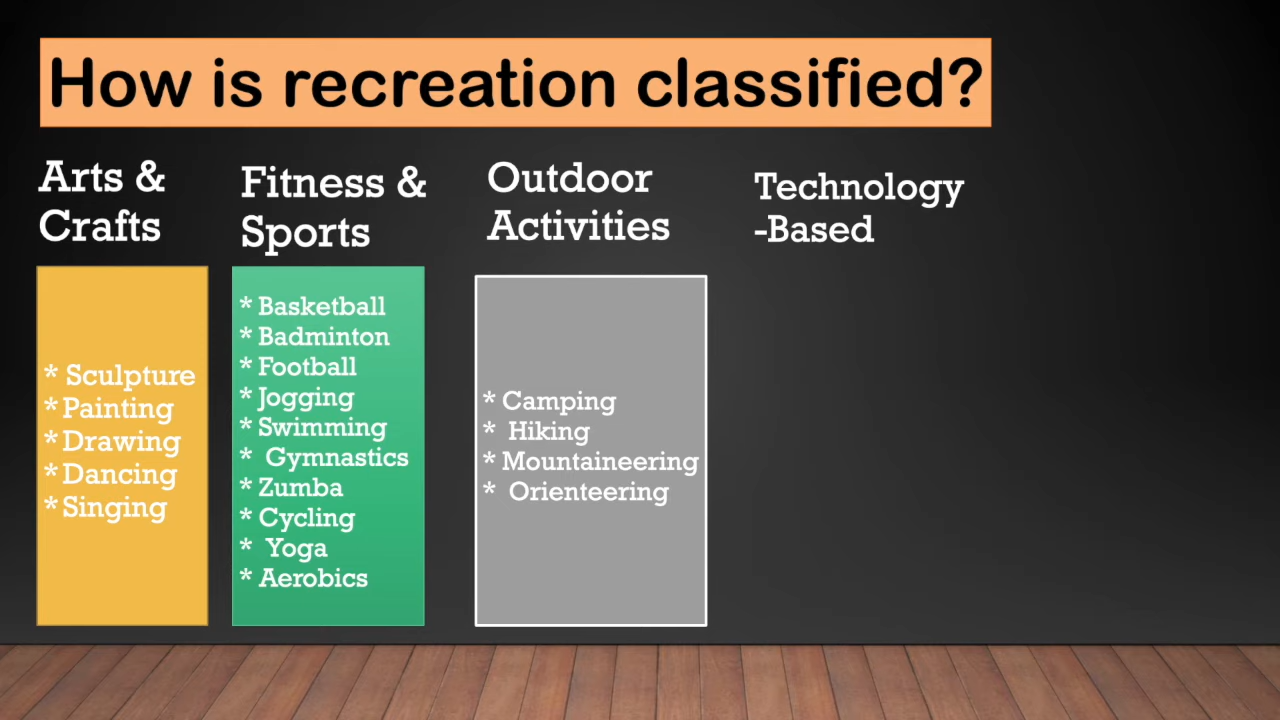 How is recreation classified?
Arts &
Crafts
* Sculpture
* Painting
* Drawing
* Dancing
* Singing
Fitness &
Sports
* Basketball
* Badminton
* Football
* Jogging
* Swimming
* Gymnastics
* Zumba
* Cycling
* Yoga
* Aerobics
Outdoor
Activities
* Camping
* Hiking
* Mountaineering
* Orienteering
Technology
-Based